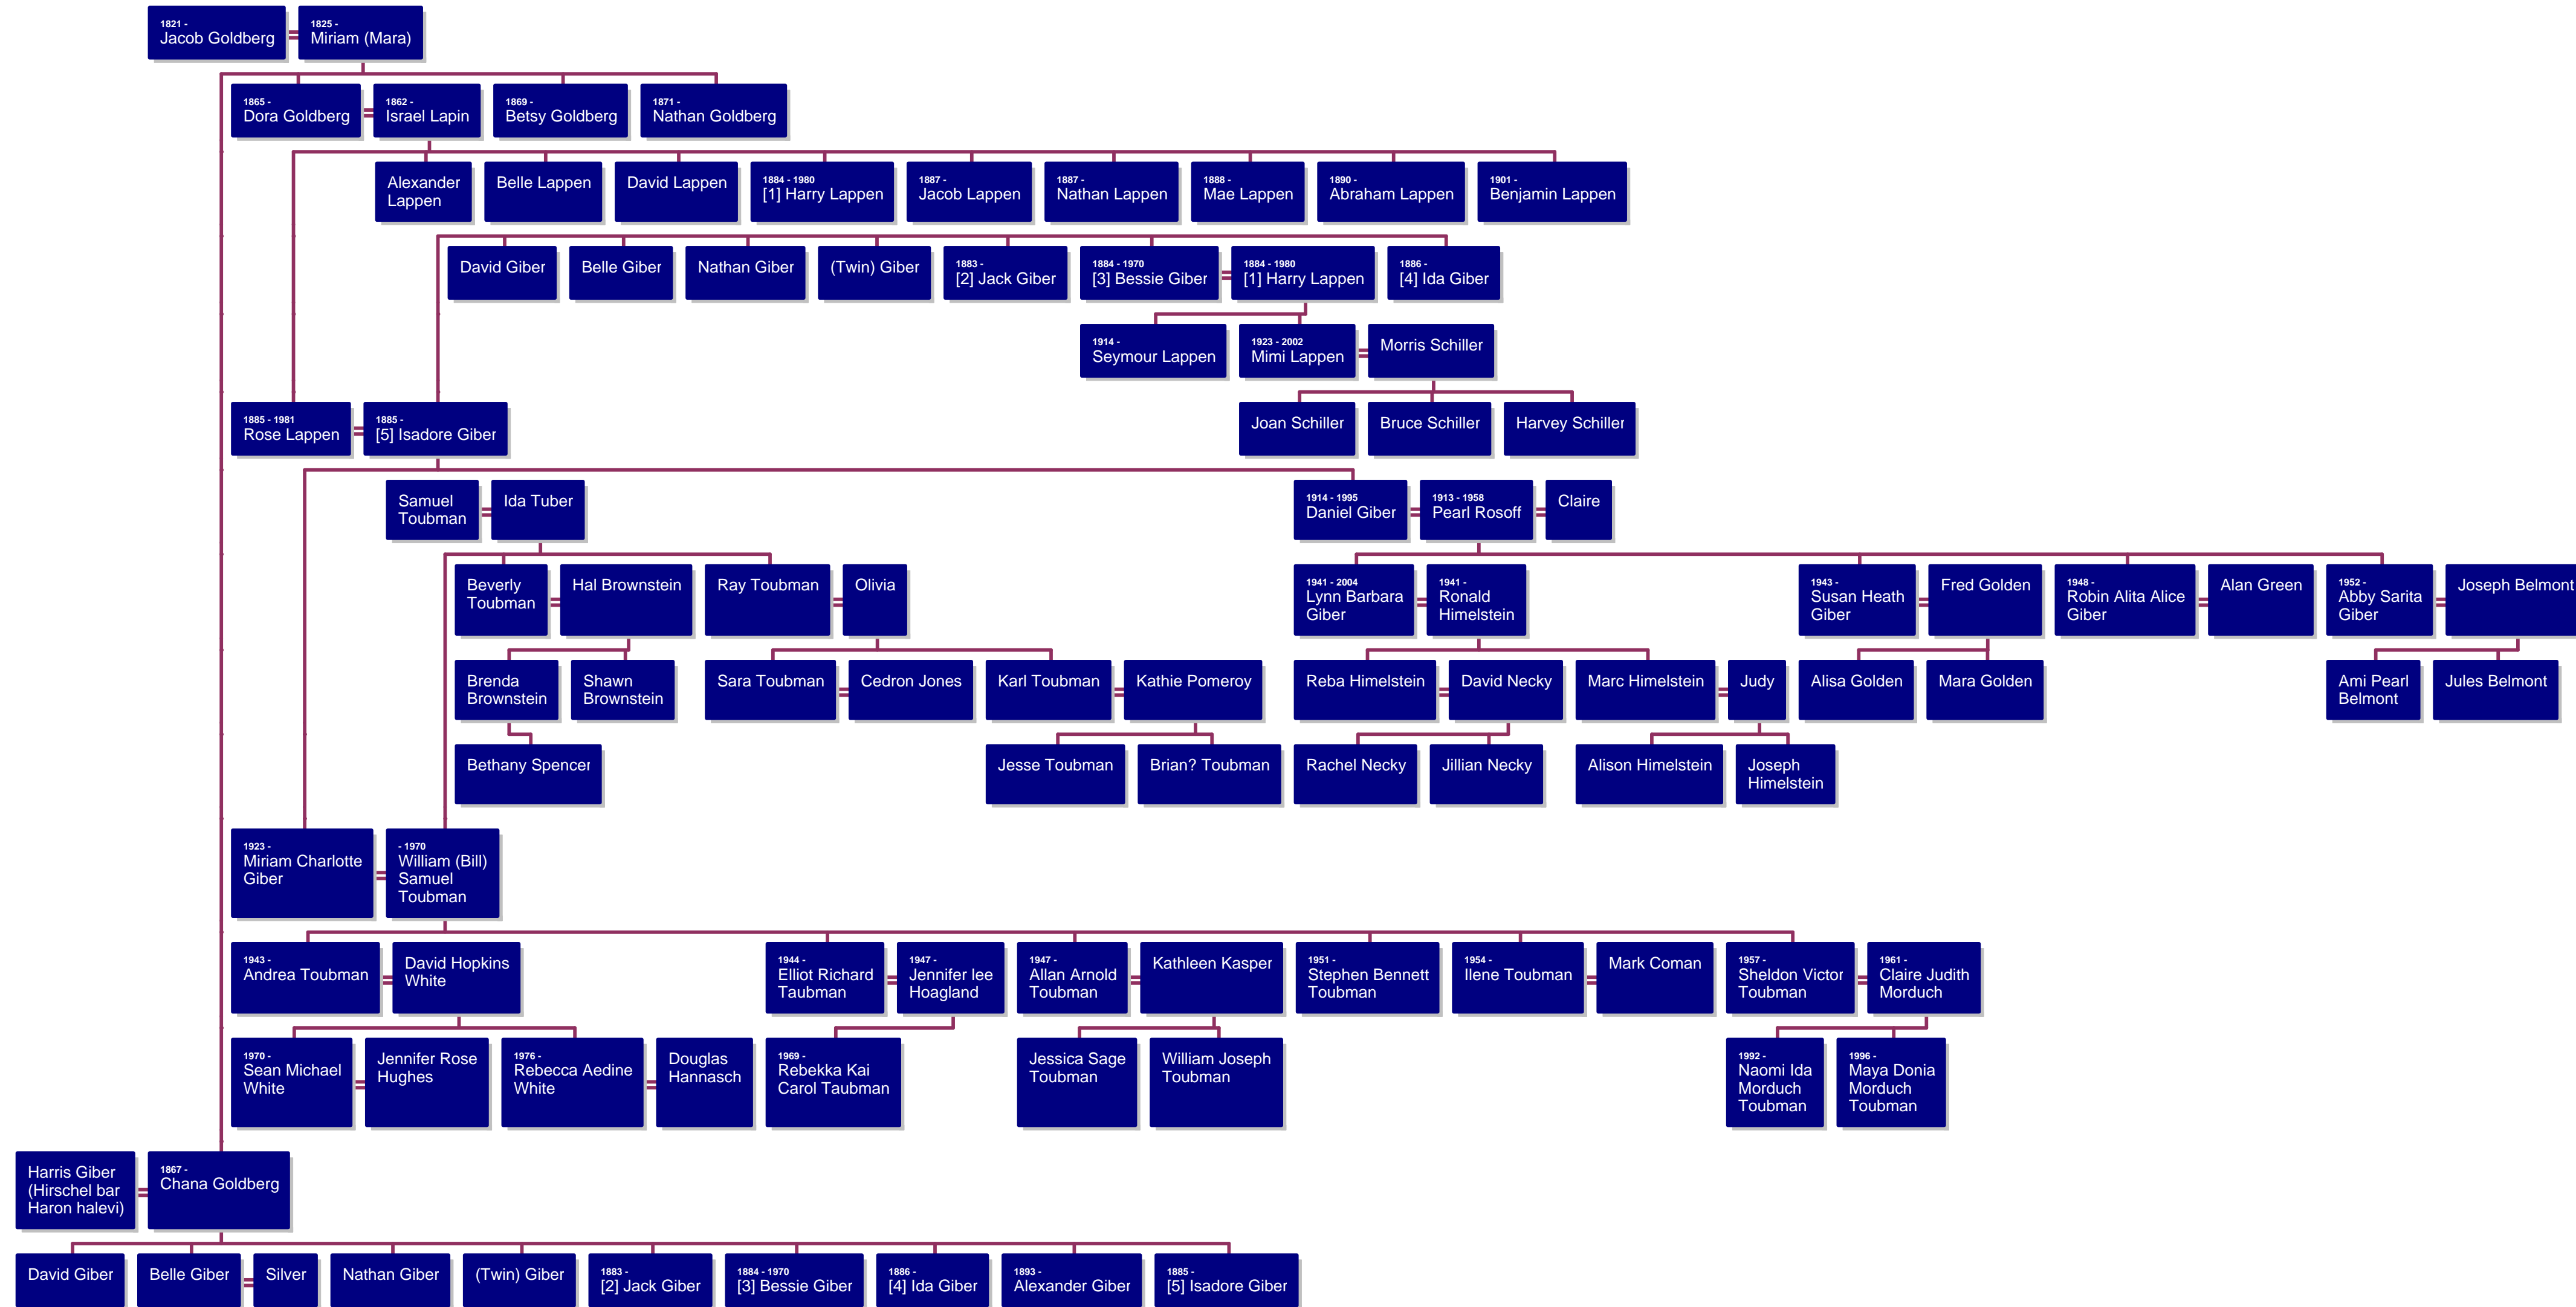 1821 -
Jacob Goldberg
1825 -
Miriam (Mara)
1865 -
Dora Goldberg
1862 -
Israel Lapin
1869 -
Betsy Goldberg
1871 -
Nathan Goldberg
Alexander
Lappen
Belle Lappen
David Lappen
1884 - 1980
[1] Harry Lappen
1887 -
Jacob Lappen
1887 -
Nathan Lappen
1888 -
Mae Lappen
1890 -
Abraham Lappen
1901 -
Benjamin Lappen
David Giber
Belle Giber
Nathan Giber
(Twin) Giber
1883 -
[2] Jack Giber
1884 - 1970
[3] Bessie Giber
1884 - 1980
[1] Harry Lappen
1886 -
[4] Ida Giber
1914 -
Seymour Lappen
1923 - 2002
Mimi Lappen
Morris Schiller
Joan Schiller
Bruce Schiller
Harvey Schiller
1885 - 1981
Rose Lappen
1885 -
[5] Isadore Giber
Samuel
Toubman
Ida Tuber
1914 - 1995
Daniel Giber
1913 - 1958
Pearl Rosoff
Claire
Beverly
Toubman
Hal Brownstein
Ray Toubman
Olivia
1941 - 2004
Lynn Barbara
Giber
1941 -
Ronald
Himelstein
1943 -
Susan Heath
Giber
Fred Golden
1948 -
Robin Alita Alice
Giber
Alan Green
1952 -
Abby Sarita
Giber
Joseph Belmont
Brenda
Brownstein
Shawn
Brownstein
Sara Toubman
Cedron Jones
Karl Toubman
Kathie Pomeroy
Reba Himelstein
David Necky
Marc Himelstein
Judy
Alisa Golden
Mara Golden
Ami Pearl
Belmont
Jules Belmont
Bethany Spencer
Jesse Toubman
Brian? Toubman
Rachel Necky
Jillian Necky
Alison Himelstein
Joseph
Himelstein
1923 -
Miriam Charlotte
Giber
- 1970
William (Bill)
Samuel
Toubman
1943 -
Andrea Toubman
David Hopkins
White
1944 -
Elliot Richard
Taubman
1947 -
Jennifer lee
Hoagland
1947 -
Allan Arnold
Toubman
Kathleen Kasper
1951 -
Stephen Bennett
Toubman
1954 -
Ilene Toubman
Mark Coman
1957 -
Sheldon Victor
Toubman
1961 -
Claire Judith
Morduch
1970 -
Sean Michael
White
Jennifer Rose
Hughes
1976 -
Rebecca Aedine
White
Douglas
Hannasch
1969 -
Rebekka Kai
Carol Taubman
Jessica Sage
Toubman
William Joseph
Toubman
1992 -
Naomi Ida
Morduch
Toubman
1996 -
Maya Donia
Morduch
Toubman
Harris Giber
(Hirschel bar
Haron halevi)
1867 -
Chana Goldberg
David Giber
Belle Giber
Silver
Nathan Giber
(Twin) Giber
1883 -
[2] Jack Giber
1884 - 1970
[3] Bessie Giber
1886 -
[4] Ida Giber
1893 -
Alexander Giber
1885 -
[5] Isadore Giber